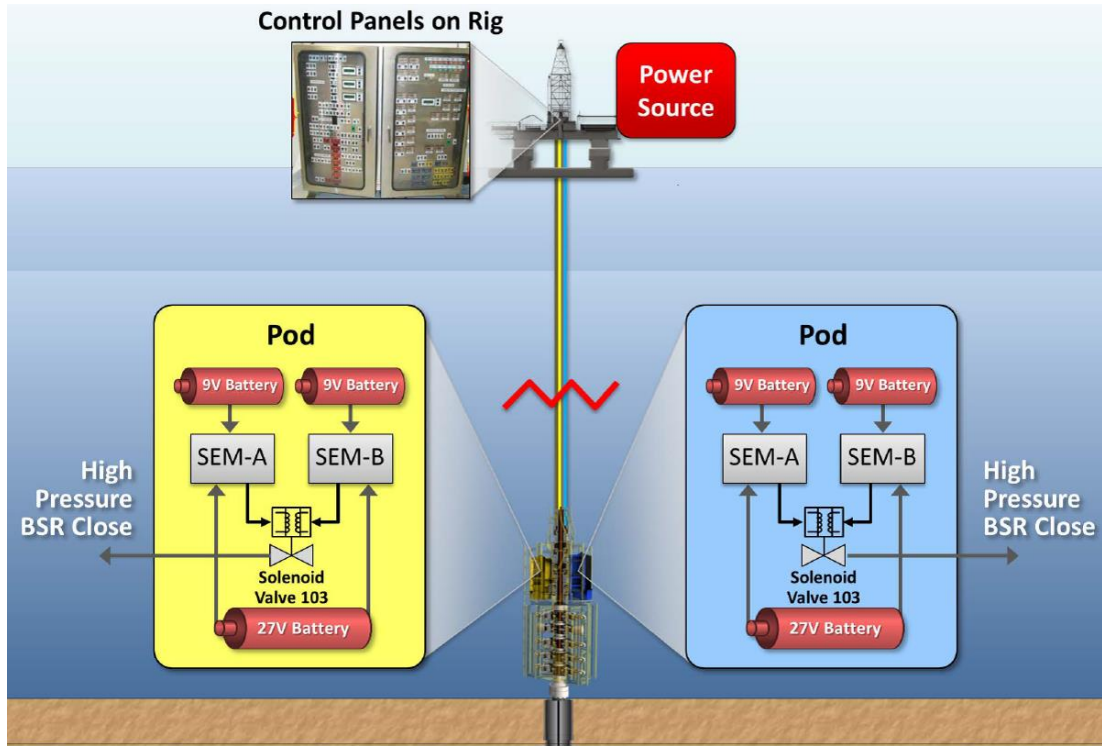 Control Panels on Rig
Power
Source
Pod
9V Battery
9V Battery
SEM-A
SEM-B
High
Pressure
BSR Close
Solenoid
Valve 103
27V Battery
Pod
9V Battery
9V Battery
SEM-A
SEM-B
High
Pressure
BSR Close
Solenoid
Valve 103
27V Battery